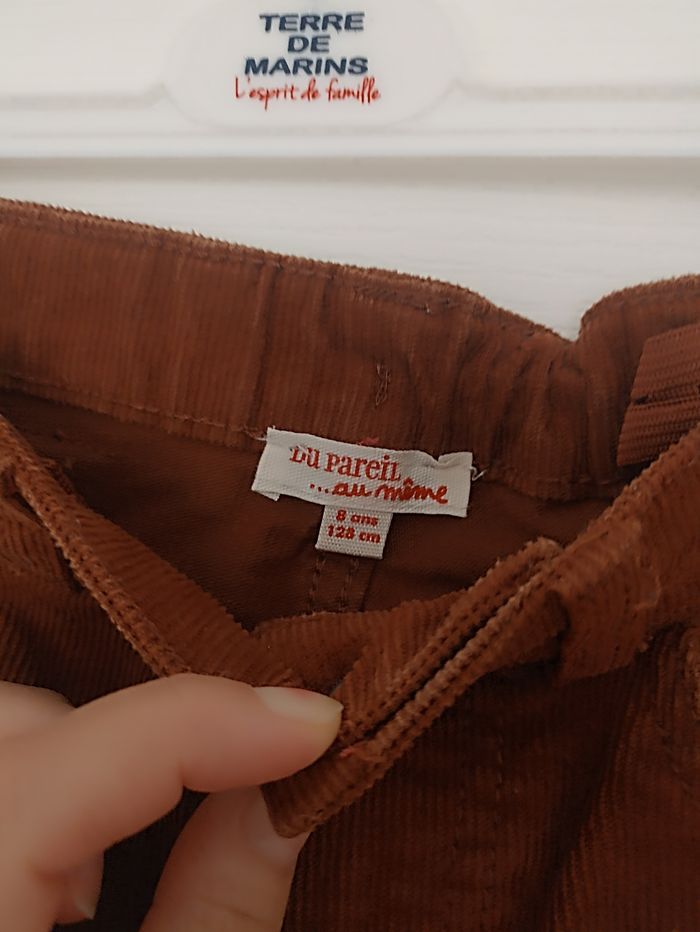 TERRE
DE
MARINS
L'esprit de famille
DU PAREIL
...au même
8 ans
128 cm